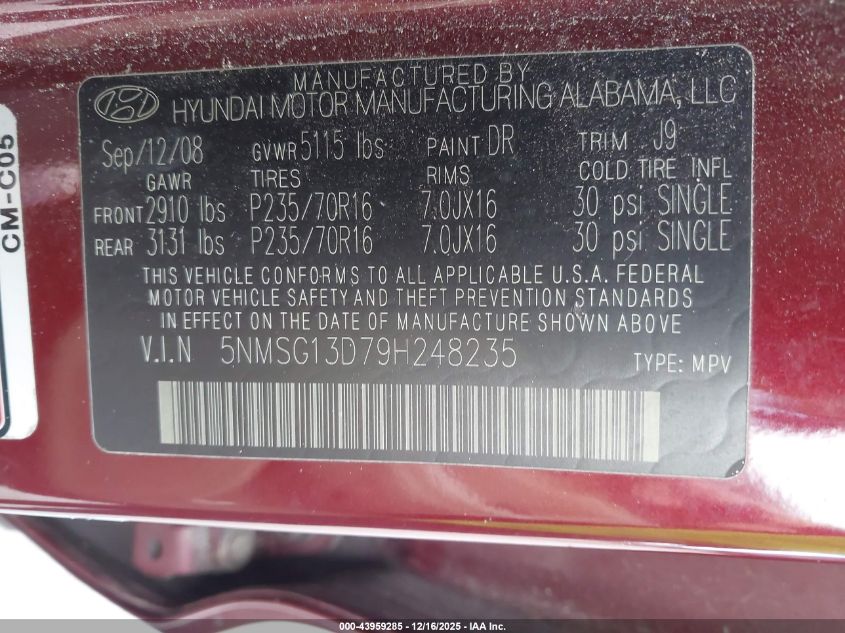 MANUFACTURED BY
HYUNDAI MOTOR MANUFACTURING ALABAMA, LLC
Sep/12/08 GVWR 5115 lbs PAINT DR TRIM J9
GAWR TIRES RIMS COLD TIRE INFL
FRONT 2910 lbs P235/70R16 7.0JX16 30 psi SINGLE
REAR 3131 lbs P235/70R16 7.0JX16 30 psi SINGLE
THIS VEHICLE CONFORMS TO ALL APPLICABLE U.S.A. FEDERAL
MOTOR VEHICLE SAFETY AND THEFT PREVENTION STANDARDS
IN EFFECT ON THE DATE OF MANUFACTURE SHOWN ABOVE
V.I.N 5NMSG13D79H248235 TYPE: MPV
CM-C05
000-43959285 - 12/16/2025 - IAA Inc.